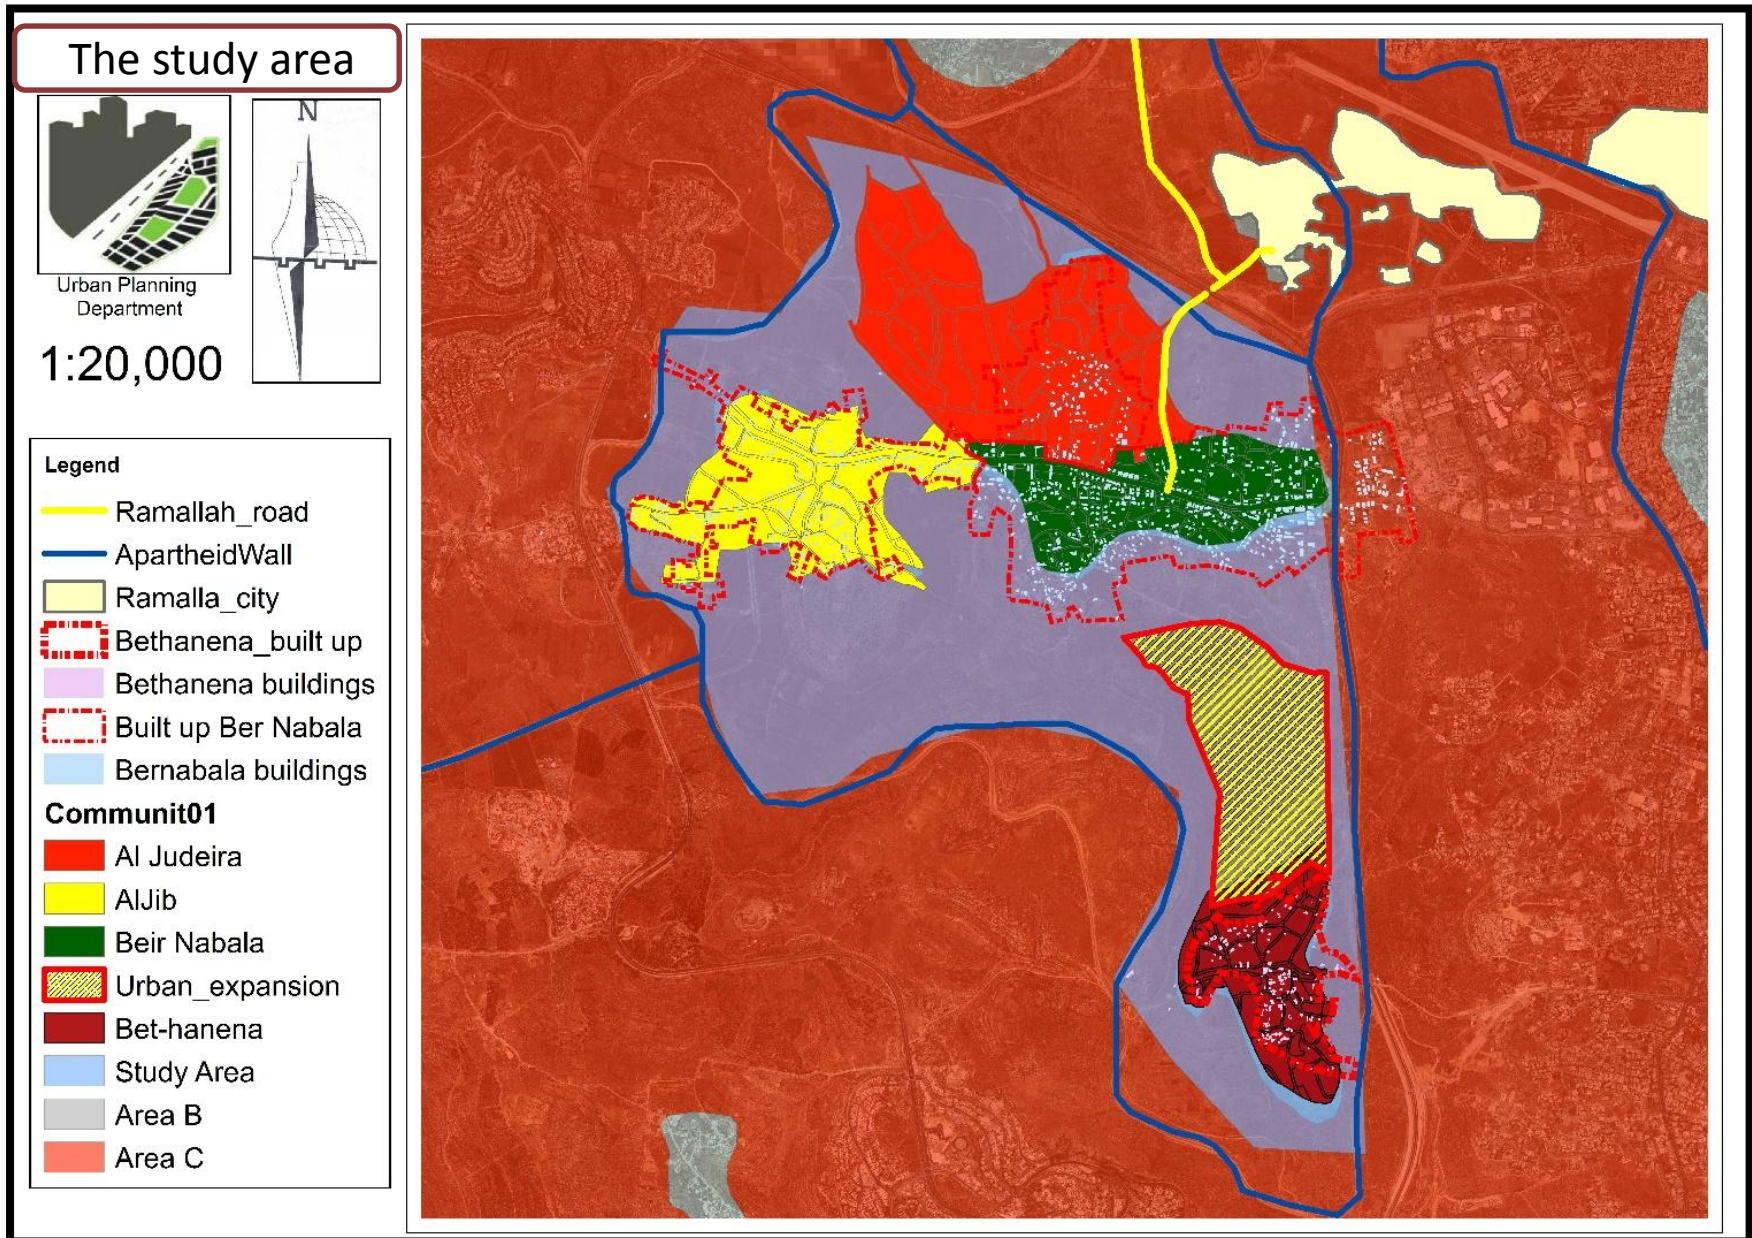 The study area
N
Urban Planning
Department
1:20,000
Legend
Ramallah_road
ApartheidWall
Ramalla_city
Bethanena_built up
Bethanena buildings
Built up Ber Nabala
Bernabala buildings
Communit01
Al Judeira
AlJib
Beir Nabala
Urban_expansion
Bet-hanena
Study Area
Area B
Area C